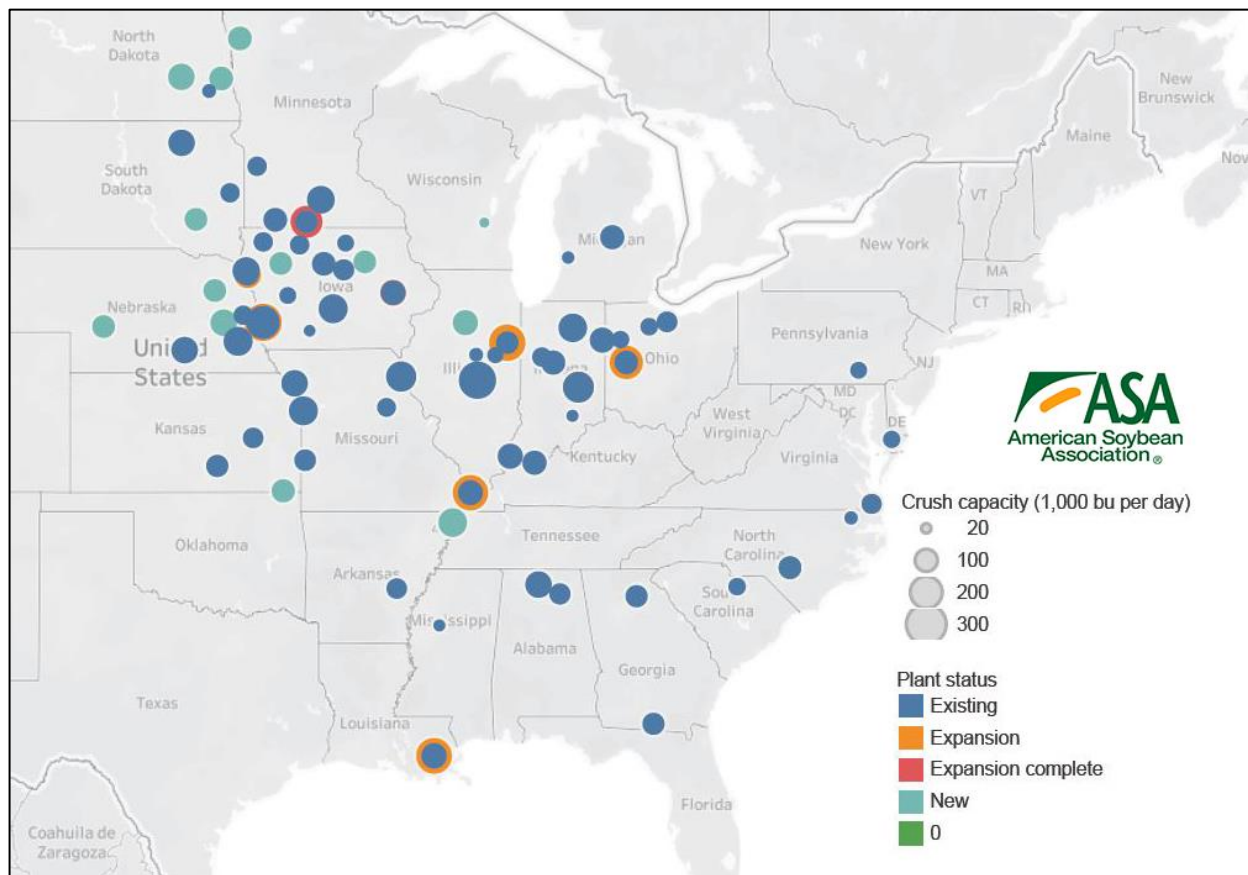 North
Dakota
Minnesota
New
Brunswick
Maine
Nov
South
Dakota
Wisconsin
VT
Michigan
New York
MA
CT
RI
Iowa
Nebraska
Pennsylvania
United
States
Ohio
NJ
MD
DC
DE
West
Virginia
Kansas
Missouri
Kentucky
Virginia
ASA
American Soybean
Association®
Crush capacity (1,000 bu per day)
20
100
200
300
Oklahoma
Tennessee
North
Carolina
Arkansas
South
Carolina
Mississippi
Alabama
Georgia
Texas
Louisiana
Florida
Coahuila de
Zaragoza
Plant status
Existing
Expansion
Expansion complete
New
0